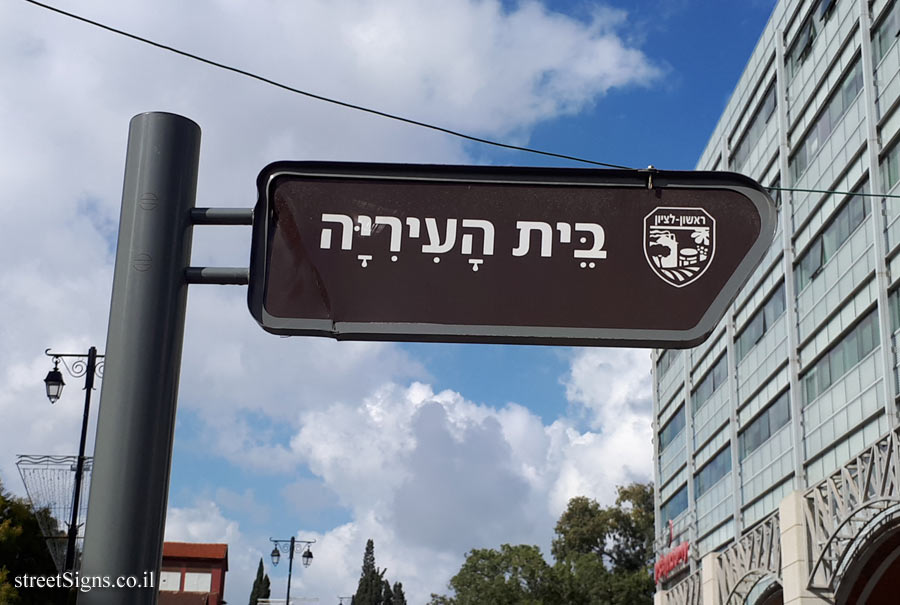 בֵּית הָעִירִיָּה
ראשון-לציון
streetSigns.co.il